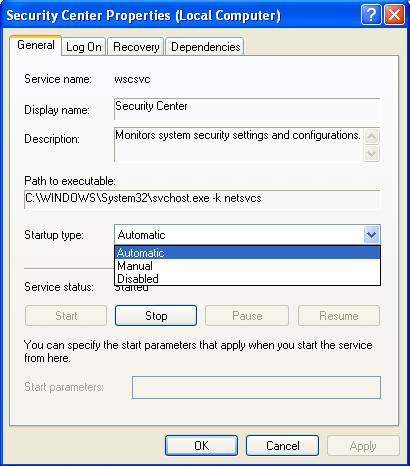 Security Center Properties (Local Computer)
General Log On Recovery Dependencies
Service name: wscsvc
Display name: Security Center
Description: Monitors system security settings and configurations.
Path to executable:
C:\WINDOWS\System32\svchost.exe -k netsvcs
Startup type: Automatic
Automatic
Manual
Disabled
Service status: Started
Start Stop Pause Resume
You can specify the start parameters that apply when you start the service
from here.
Start parameters:
OK Cancel Apply